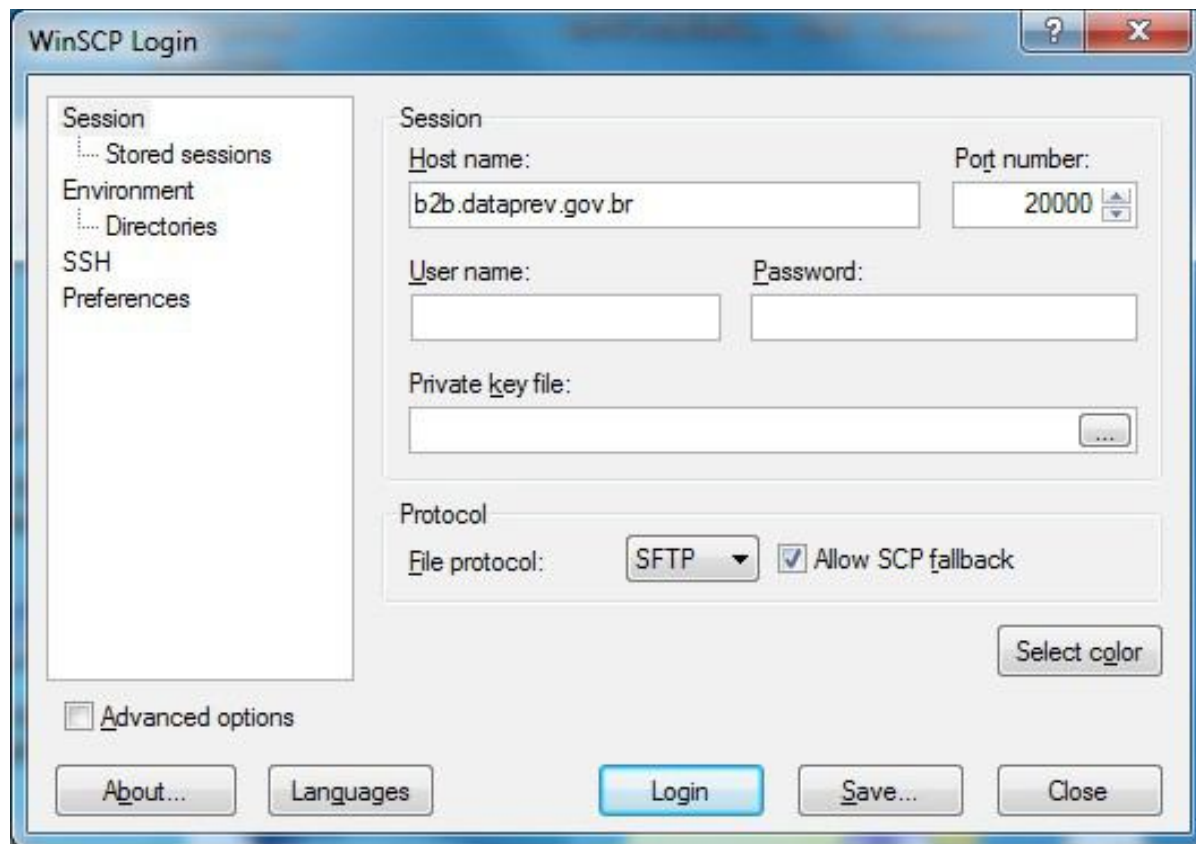 WinSCP Login
Session
Stored sessions
Environment
Directories
SSH
Preferences
Session
Host name:
Port number:
b2b.dataprev.gov.br
20000
User name:
Password:
Private key file:
...
Protocol
File protocol:
SFTP
Allow SCP fallback
Select color
Advanced options
About...
Languages
Login
Save...
Close